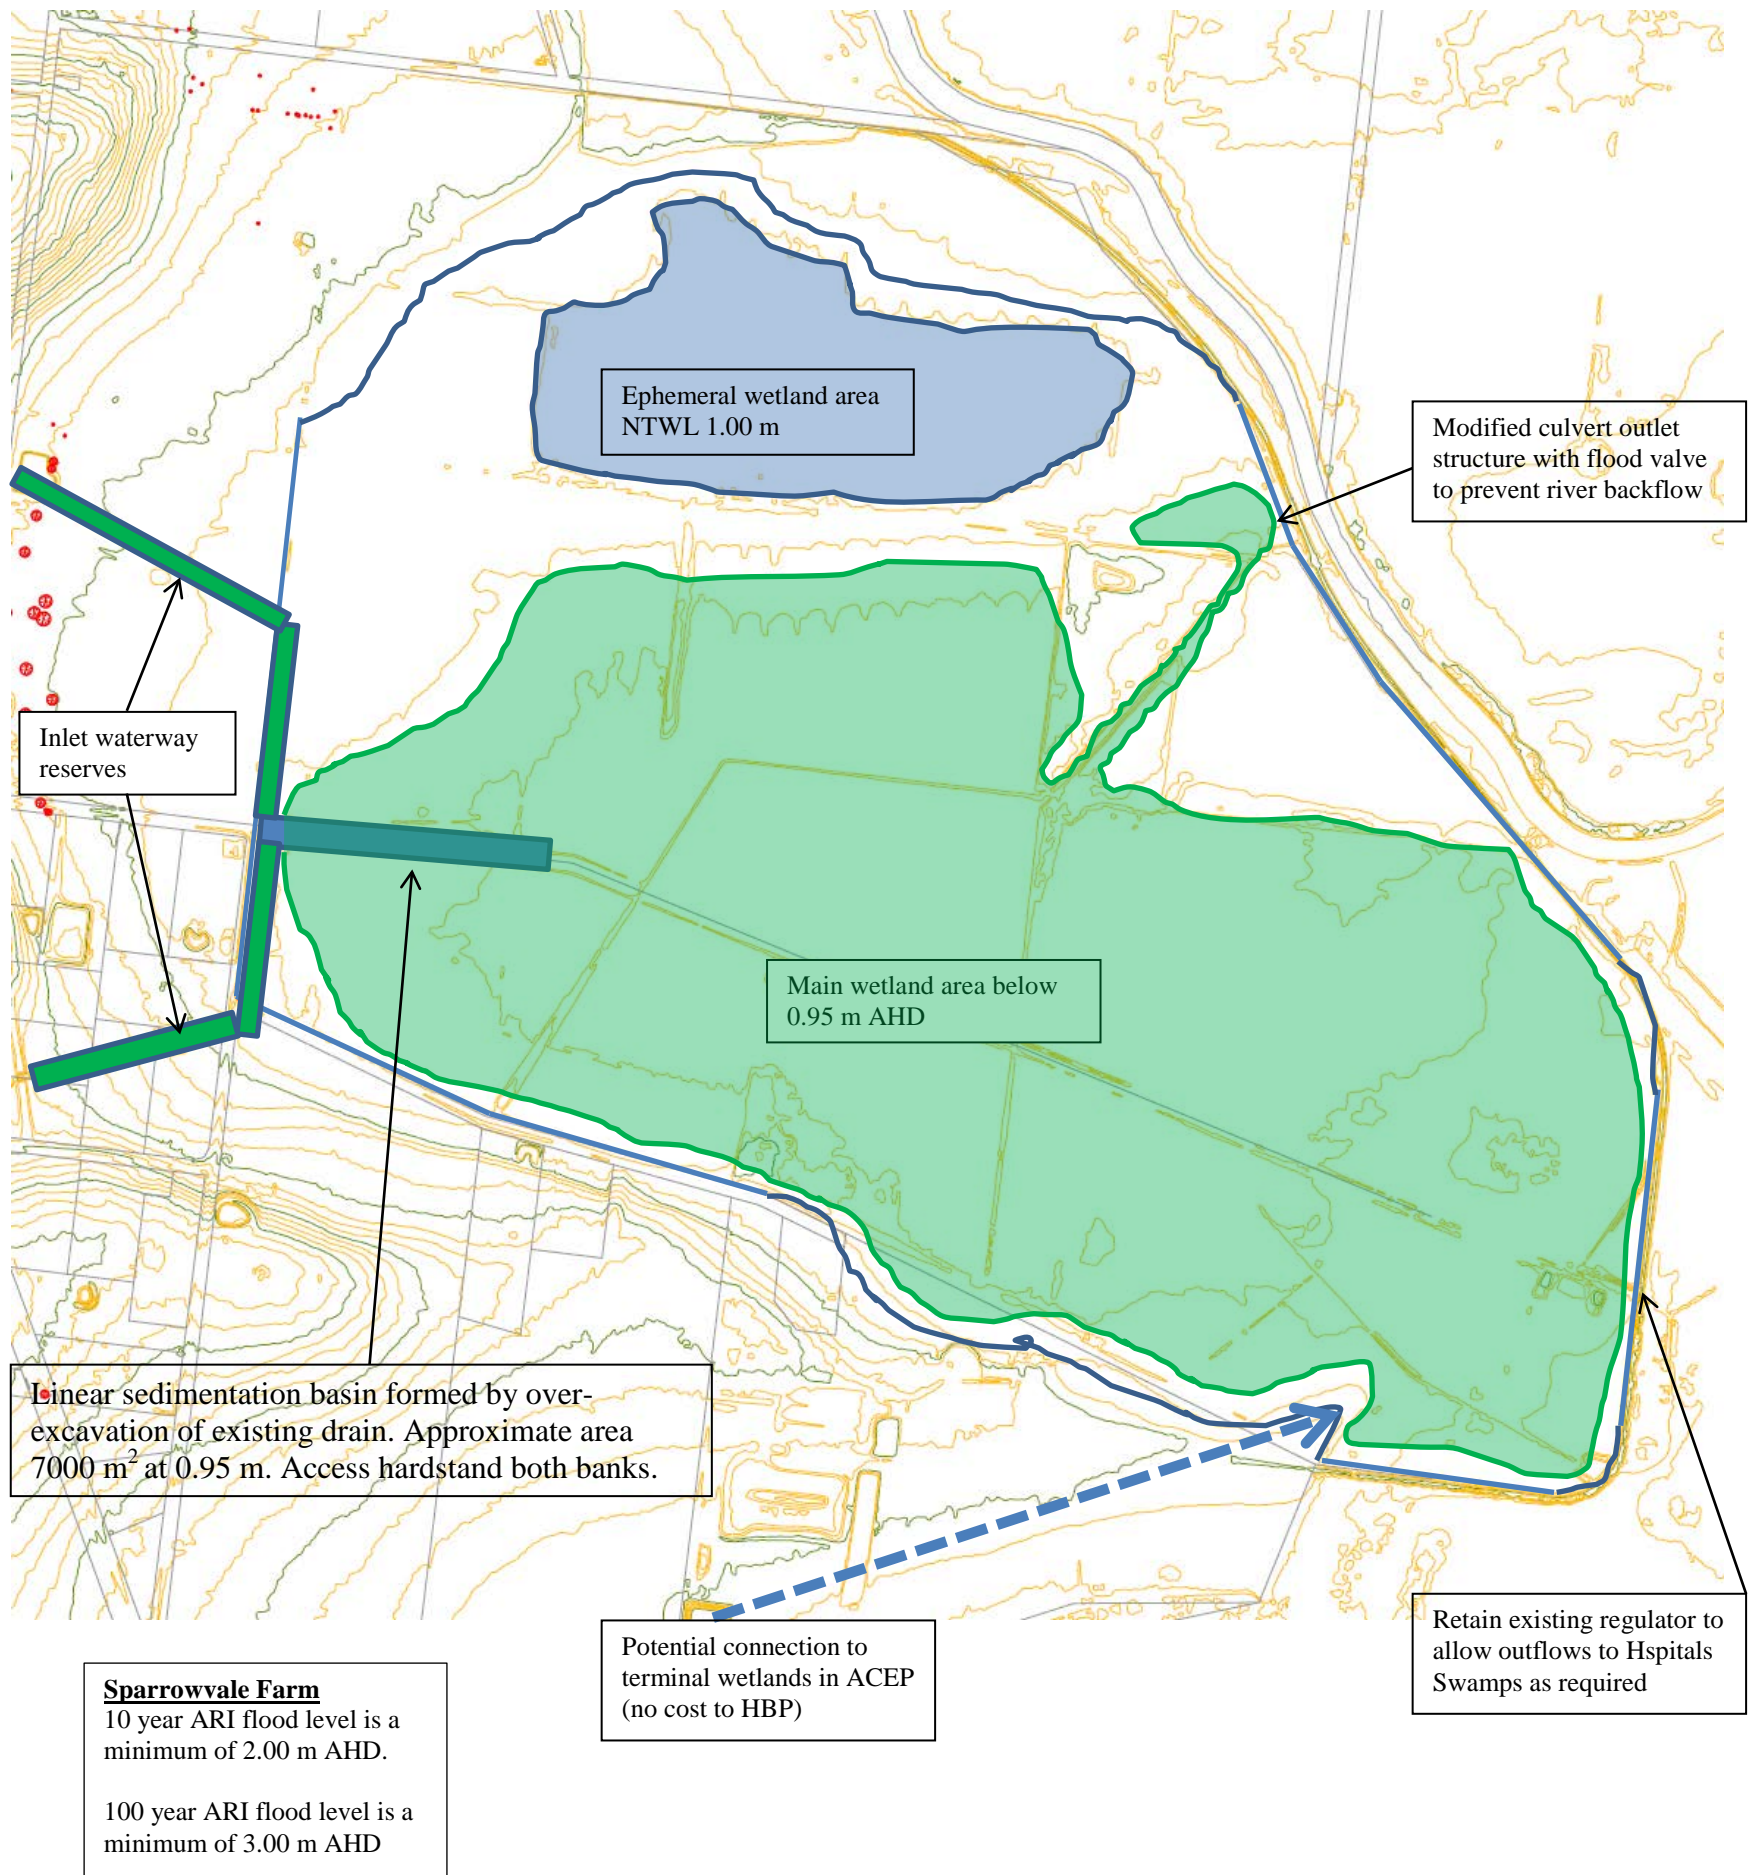 Ephemeral wetland area
NTWL 1.00 m
Modified culvert outlet
structure with flood valve
to prevent river backflow
Inlet waterway
reserves
Main wetland area below
0.95 m AHD
Linear sedimentation basin formed by over-
excavation of existing drain. Approximate area
7000 m² at 0.95 m. Access hardstand both banks.
Potential connection to
terminal wetlands in ACEP
(no cost to HBP)
Retain existing regulator to
allow outflows to Hspitals
Swamps as required
Sparrowvale Farm
10 year ARI flood level is a
minimum of 2.00 m AHD.
100 year ARI flood level is a
minimum of 3.00 m AHD